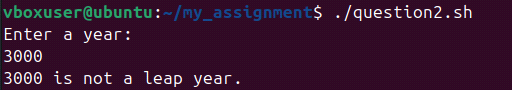 vboxuser@ubuntu:~/my_assignment$ ./question2.sh
Enter a year:
3000
3000 is not a leap year.